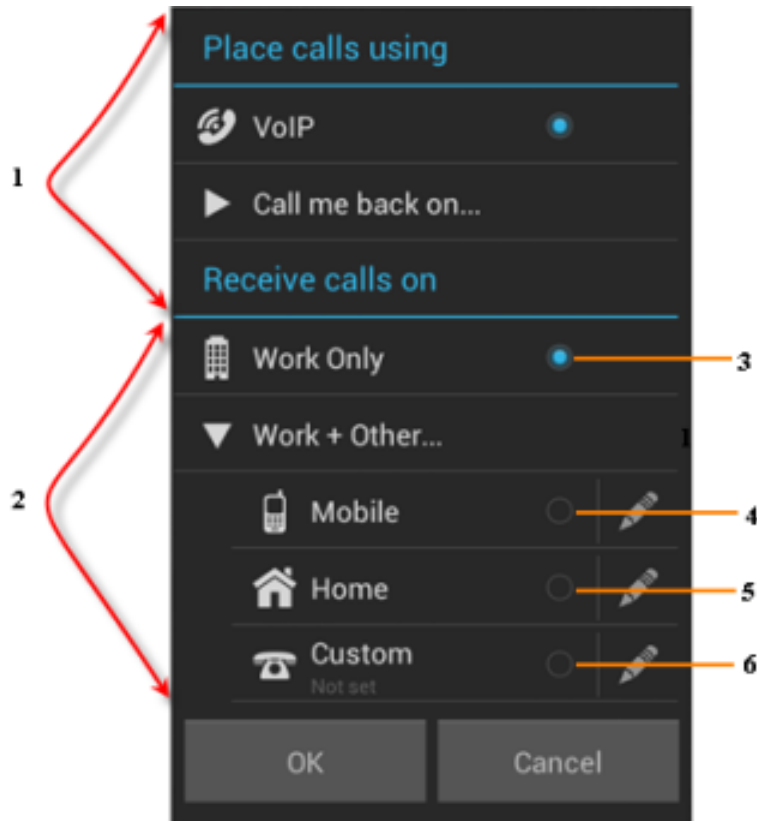 Place calls using
VoIP
1
Call me back on...
Receive calls on
Work Only
3
Work + Other...
1
2
Mobile
4
Home
5
Custom
Not set
6
OK
Cancel